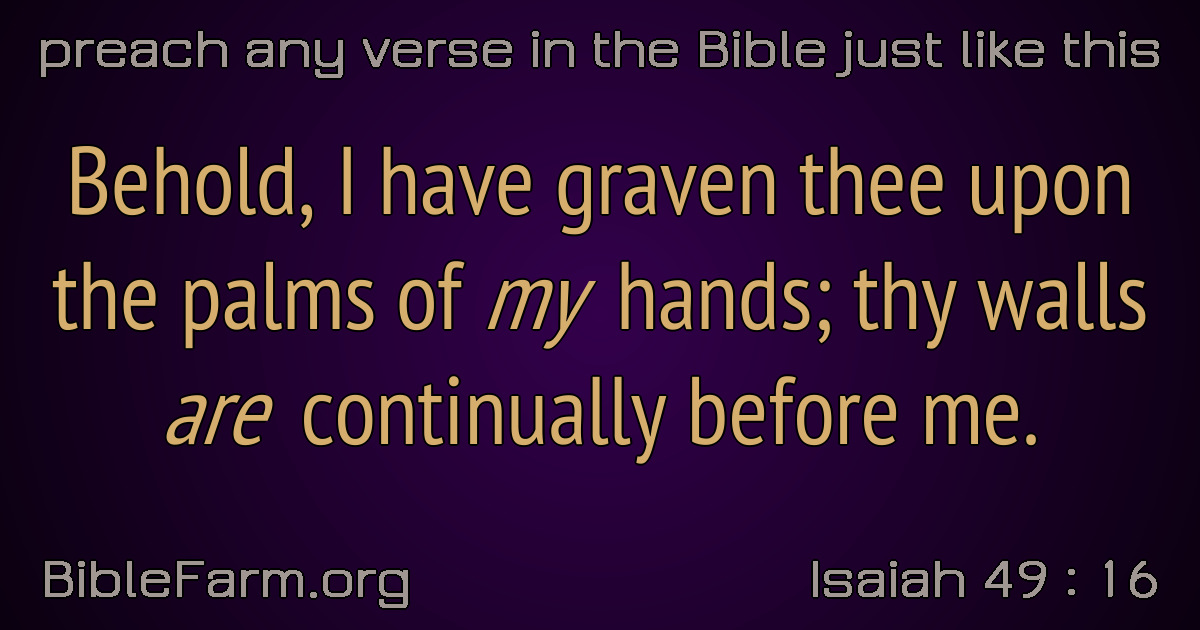 preach any verse in the Bible just like this
Behold, I have graven thee upon
the palms of my hands; thy walls
are continually before me.
BibleFarm.org
Isaiah 49 : 16